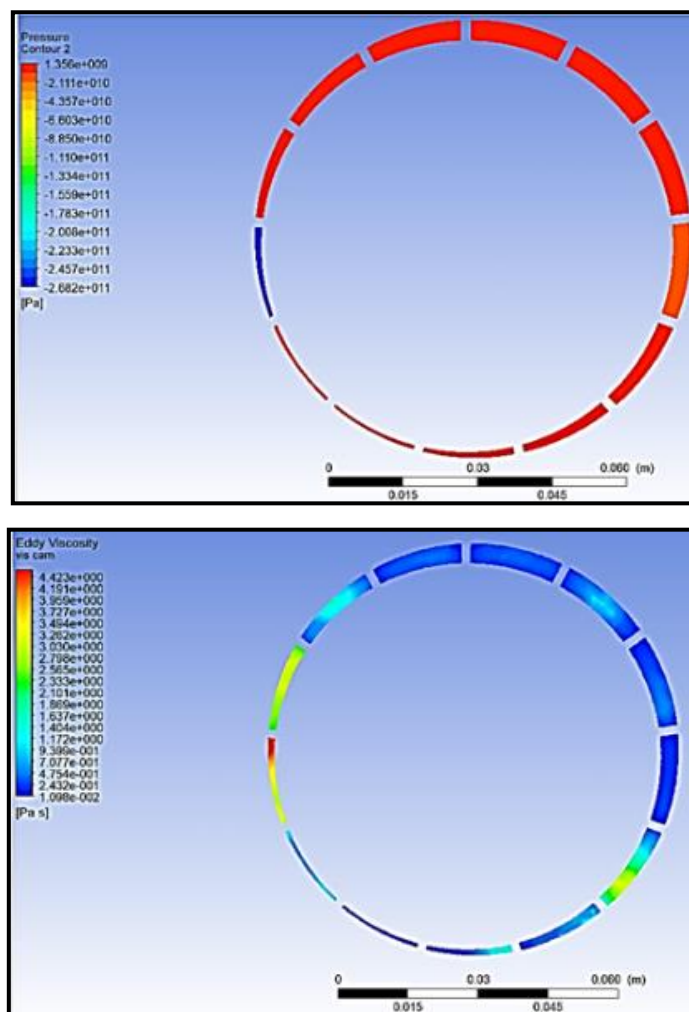 Pressure
Contour 2
1.356e+009
-2.111e+010
-4.357e+010
-6.603e+010
-8.850e+010
-1.110e+011
-1.334e+011
-1.559e+011
-1.783e+011
-2.008e+011
-2.233e+011
-2.457e+011
-2.682e+011
[Pa]
0 0.03 0.060 (m)
0.015 0.045
Eddy Viscosity
vis cam
4.423e+000
4.191e+000
3.959e+000
3.727e+000
3.494e+000
3.262e+000
3.030e+000
2.798e+000
2.565e+000
2.333e+000
2.101e+000
1.869e+000
1.637e+000
1.404e+000
1.172e+000
9.399e-001
7.077e-001
4.754e-001
2.432e-001
1.098e-002
[Pa s]
0 0.03 0.060 (m)
0.015 0.045